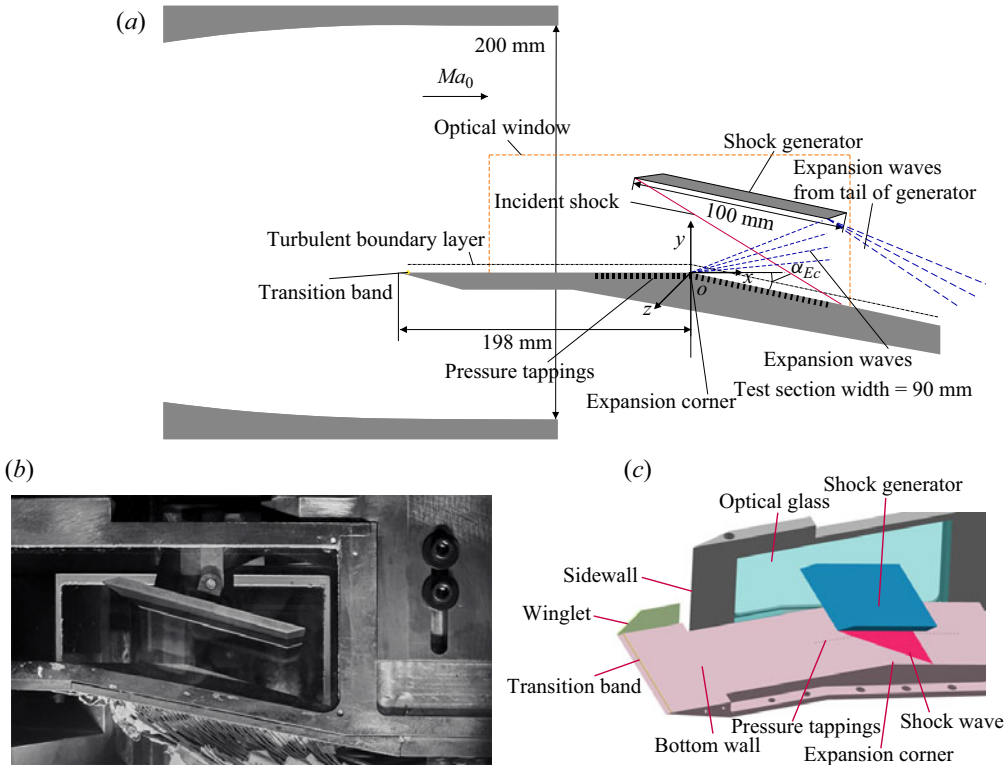 (a)
200 mm
Ma0
Optical window
Shock generator
Expansion waves
from tail of generator
Incident shock
100 mm
Turbulent boundary layer
y
αEc
x
Transition band
o
z
198 mm
Pressure tappings
Expansion waves
Test section width = 90 mm
Expansion corner
(b)
(c)
Shock generator
Optical glass
Sidewall
Winglet
Transition band
Pressure tappings
Shock wave
Bottom wall
Expansion corner